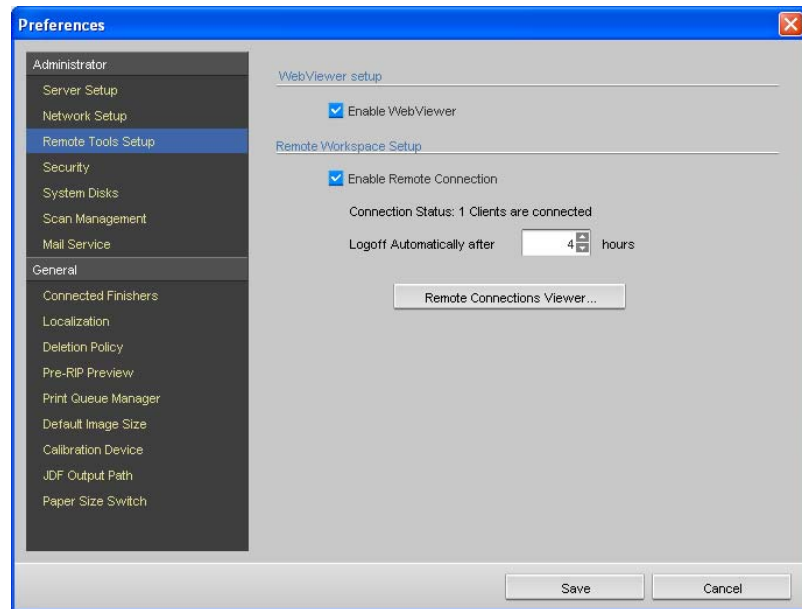 Preferences
Administrator
Server Setup
Network Setup
Remote Tools Setup
Security
System Disks
Scan Management
Mail Service
General
Connected Finishers
Localization
Deletion Policy
Pre-RIP Preview
Print Queue Manager
Default Image Size
Calibration Device
JDF Output Path
Paper Size Switch
WebViewer setup
Enable WebViewer
Remote Workspace Setup
Enable Remote Connection
Connection Status: 1 Clients are connected
Logoff Automatically after 4 hours
Remote Connections Viewer...
Save Cancel